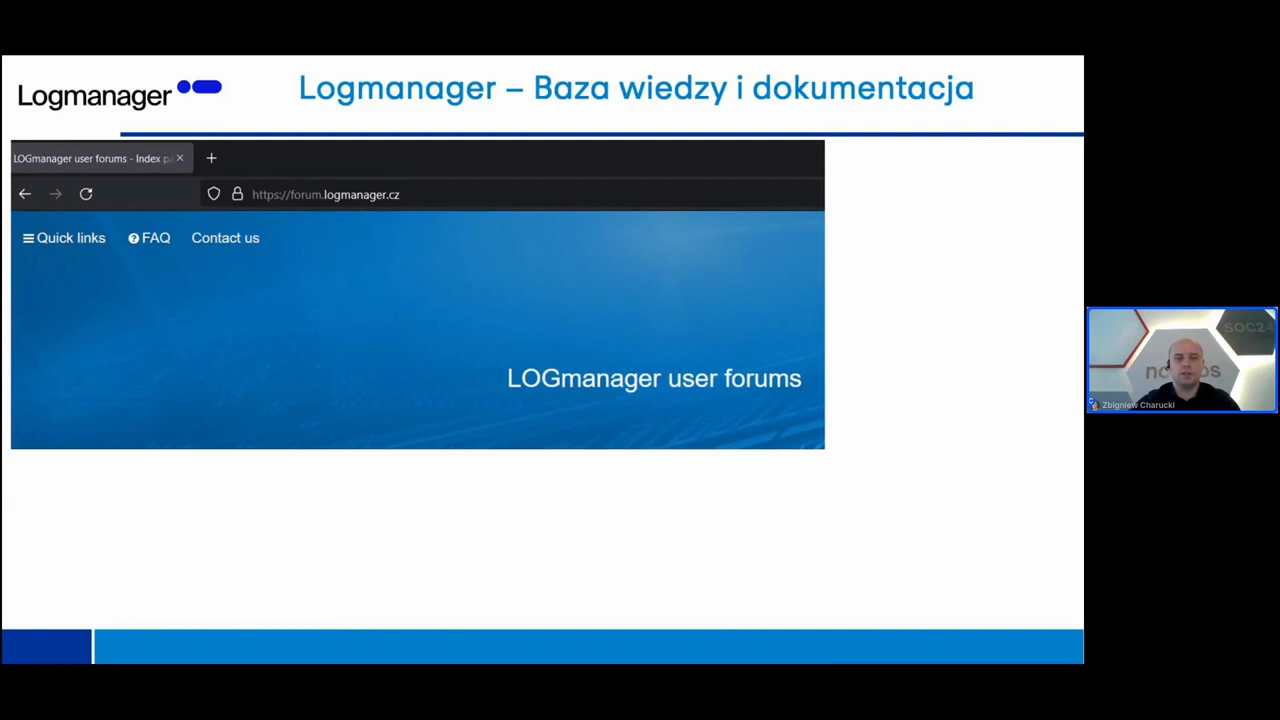 Logmanager
Logmanager – Baza wiedzy i dokumentacja
LOGmanager user forums - Index
https://forum.logmanager.cz
Quick links
FAQ
Contact us
LOGmanager user forums
SOC24
Zbigniew Charucki